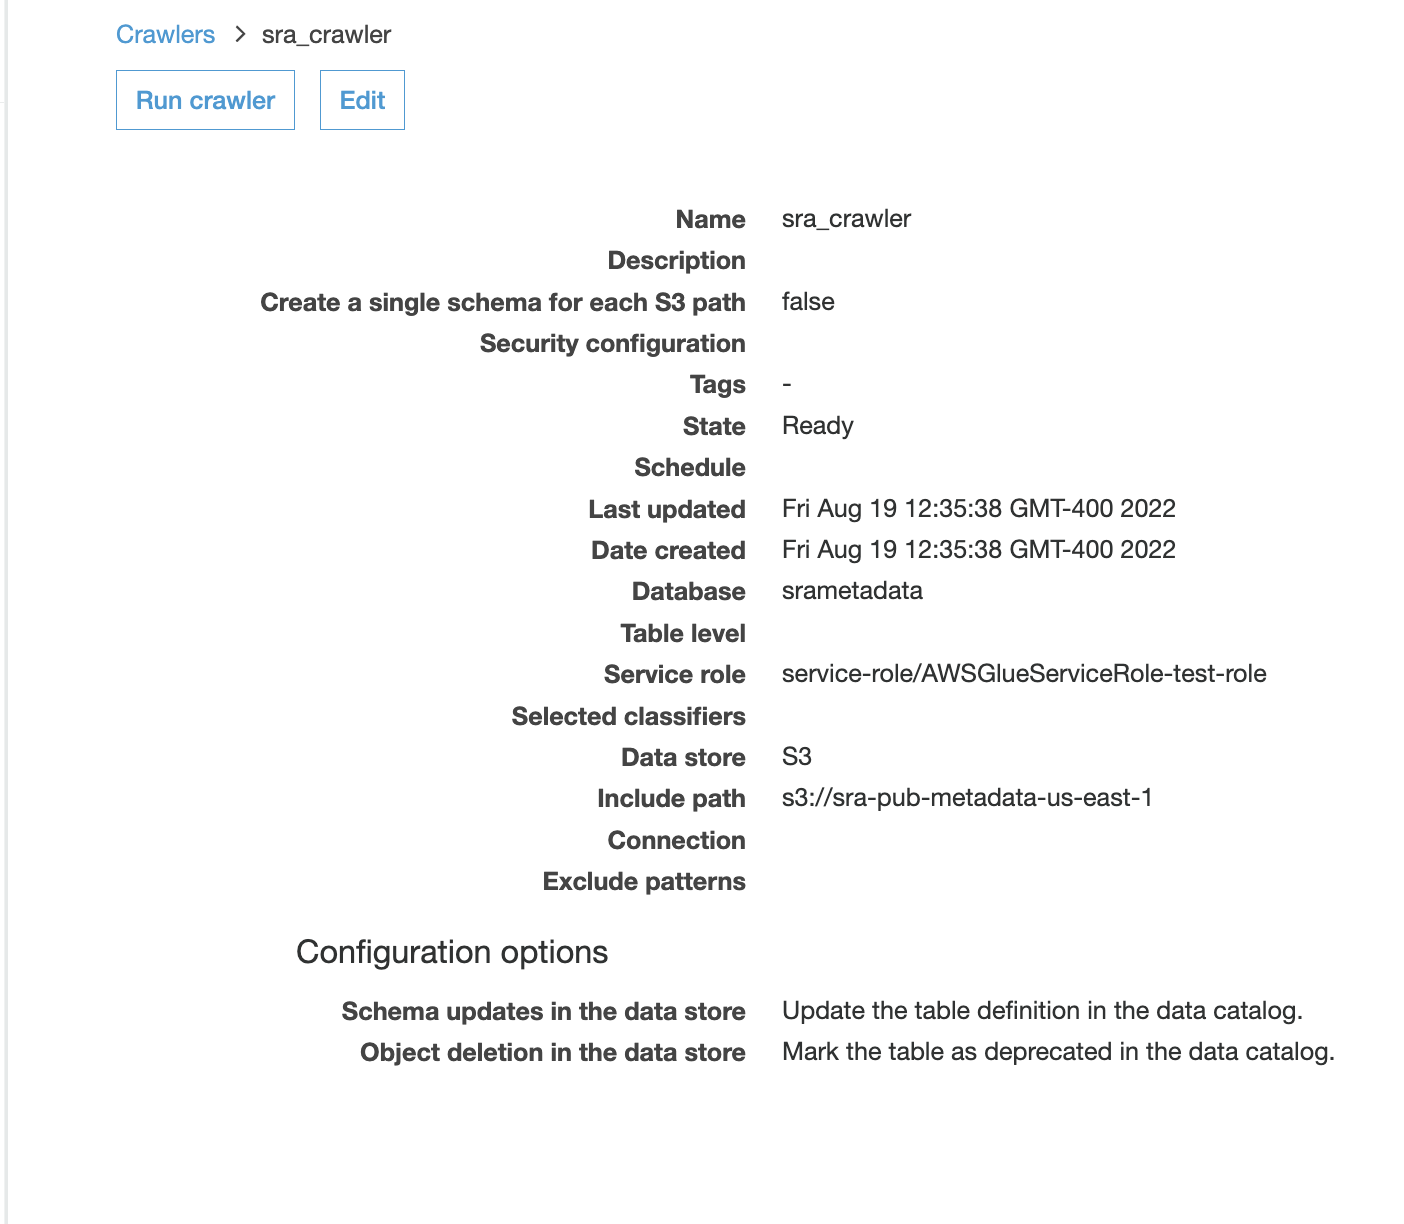 Crawlers > sra_crawler
Run crawler Edit
Name sra_crawler
Description
Create a single schema for each S3 path false
Security configuration
Tags -
State Ready
Schedule
Last updated Fri Aug 19 12:35:38 GMT-400 2022
Date created Fri Aug 19 12:35:38 GMT-400 2022
Database srametadata
Table level
Service role service-role/AWSGlueServiceRole-test-role
Selected classifiers
Data store S3
Include path s3://sra-pub-metadata-us-east-1
Connection
Exclude patterns
Configuration options
Schema updates in the data store Update the table definition in the data catalog.
Object deletion in the data store Mark the table as deprecated in the data catalog.